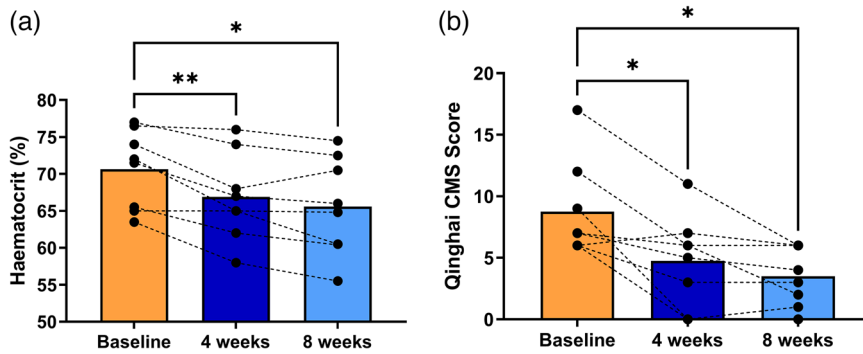 (a)
*
**
Haematocrit (%)
80
75
70
65
60
55
50
Baseline 4 weeks 8 weeks
(b)
*
*
Qinghai CMS Score
20
15
10
5
0
Baseline 4 weeks 8 weeks